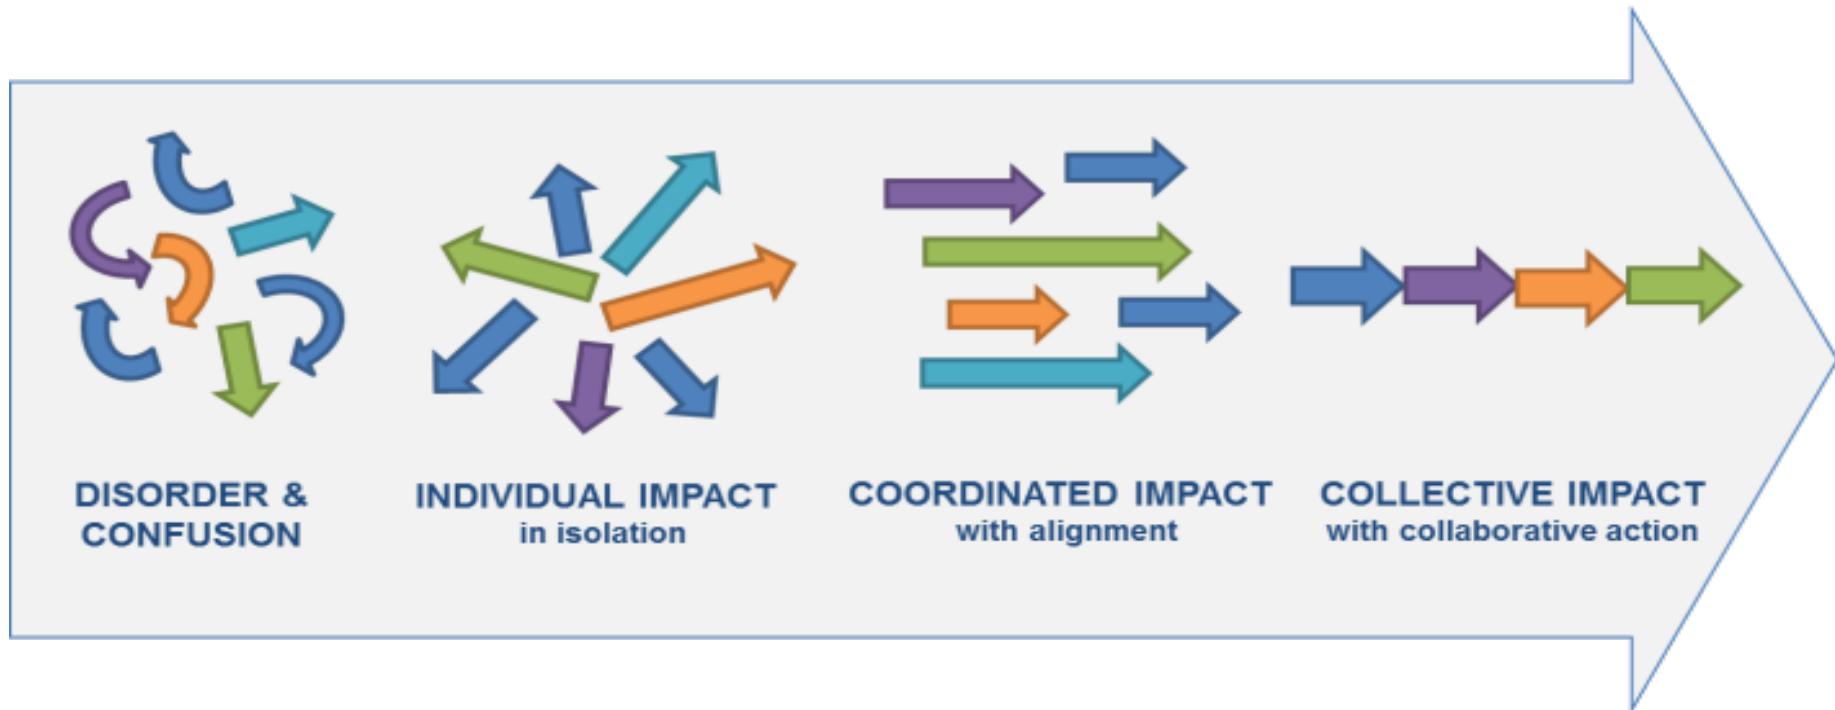 DISORDER &
CONFUSION
INDIVIDUAL IMPACT
in isolation
COORDINATED IMPACT
with alignment
COLLECTIVE IMPACT
with collaborative action